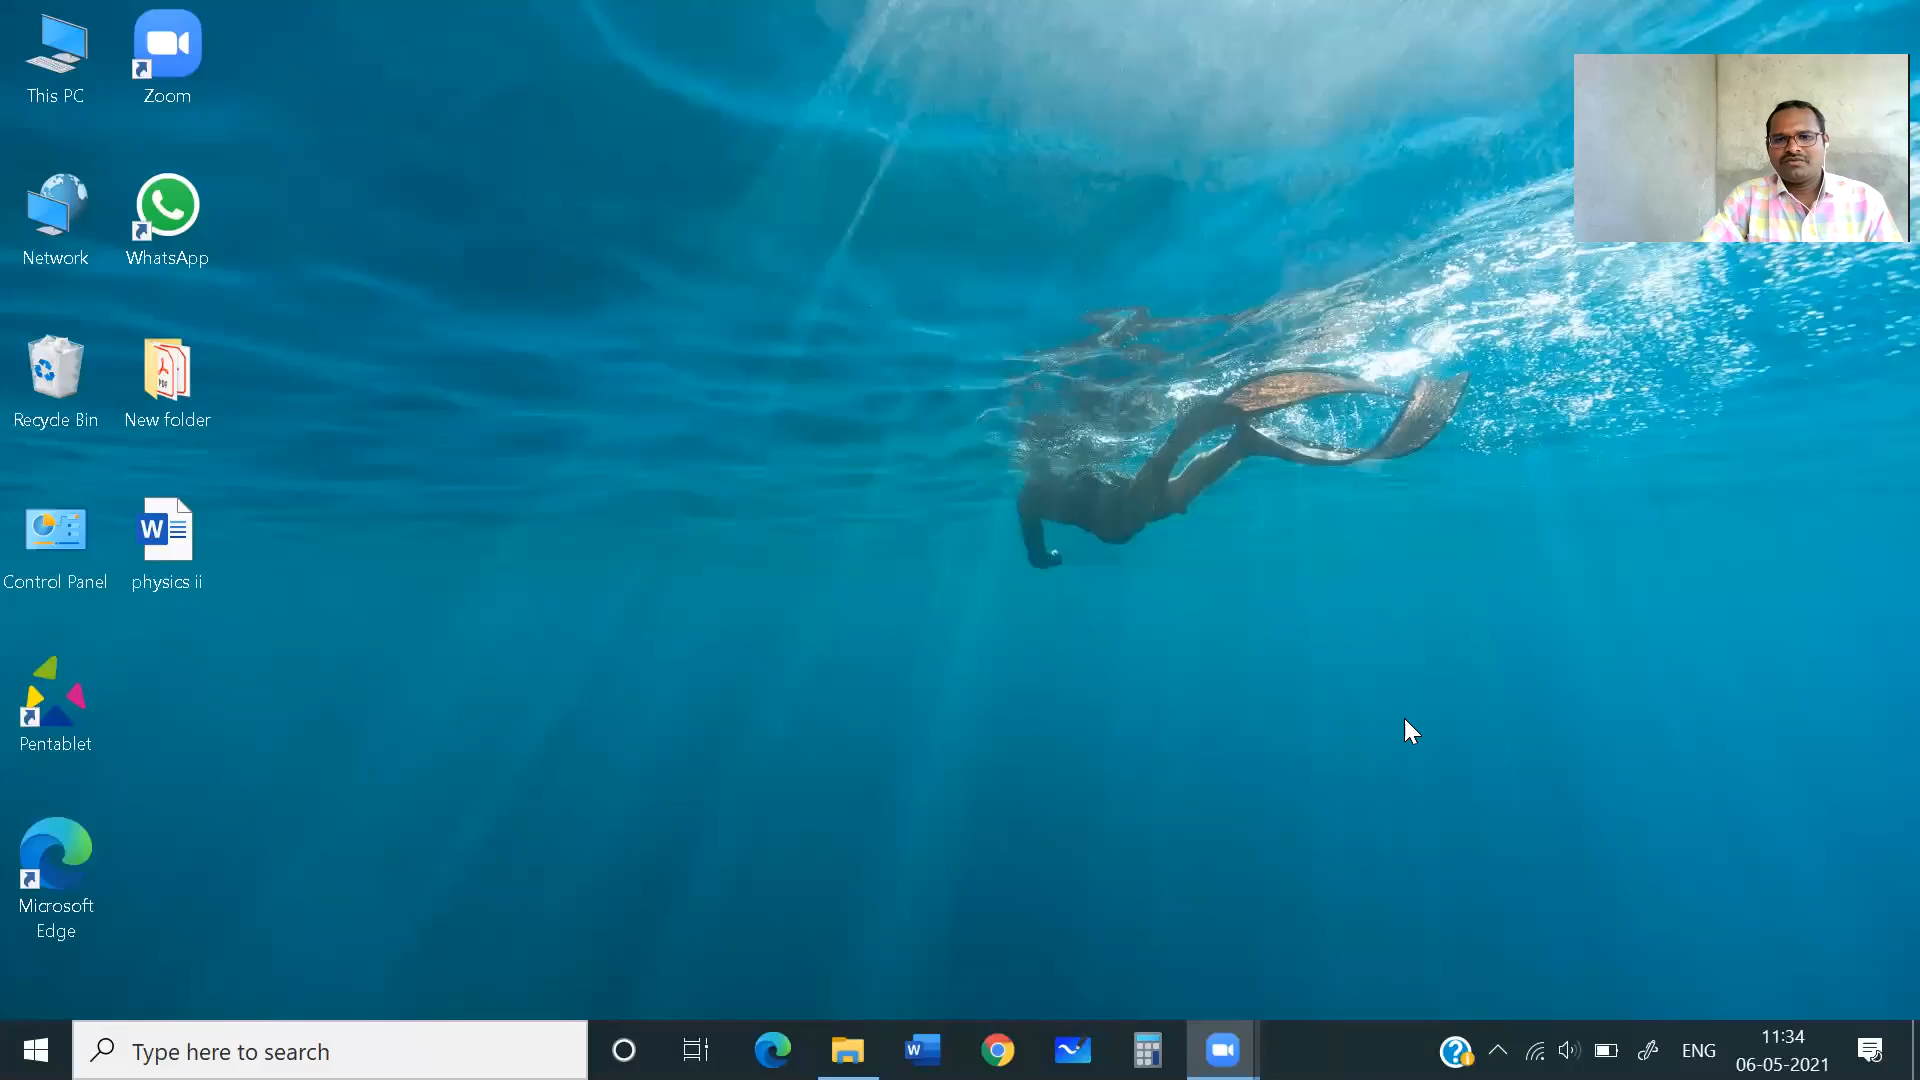 This PC
Zoom
Network
WhatsApp
PDF
Recycle Bin
New folder
W
Control Panel
physics ii
Pentablet
Microsoft
Edge
Type here to search
W
ENG
11:34
06-05-2021